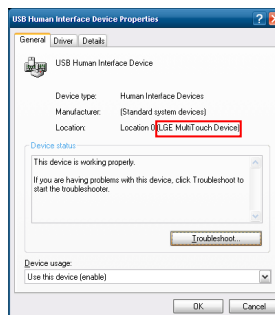 USB Human Interface Device Properties
General Driver Details
USB Human Interface Device
Device type: Human Interface Devices
Manufacturer: (Standard system devices)
Location: Location 0 (LGE MultiTouch Device)
Device status
This device is working properly.
If you are having problems with this device, click Troubleshoot to
start the troubleshooter.
Troubleshoot...
Device usage:
Use this device (enable)
OK Cancel